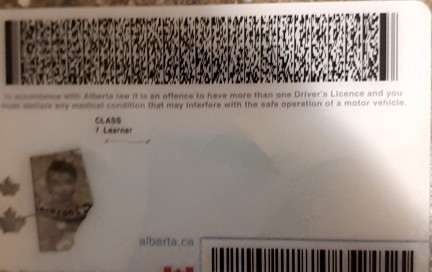 In accordance with Alberta law it is an offence to have more than one Driver's Licence and you
must declare any medical condition that may interfere with the safe operation of a motor vehicle.
CLASS
7 Learner
alberta.ca